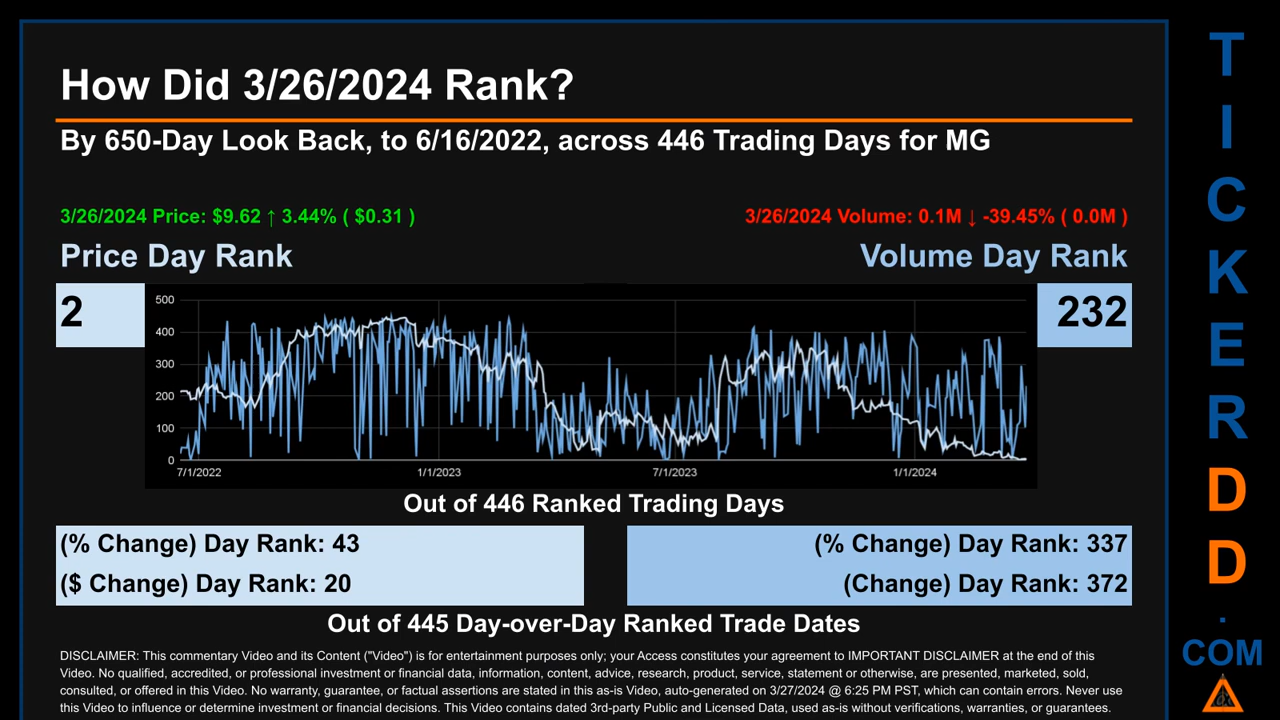 How Did 3/26/2024 Rank?
By 650-Day Look Back, to 6/16/2022, across 446 Trading Days for MG
3/26/2024 Price: $9.62 ↑ 3.44% ( $0.31 )
3/26/2024 Volume: 0.1M ↓ -39.45% ( 0.0M )
Price Day Rank
Volume Day Rank
2
232
500
400
300
200
100
0
7/1/2022
1/1/2023
7/1/2023
1/1/2024
Out of 446 Ranked Trading Days
(% Change) Day Rank: 43
($ Change) Day Rank: 20
(% Change) Day Rank: 337
(Change) Day Rank: 372
Out of 445 Day-over-Day Ranked Trade Dates
DISCLAIMER: This commentary Video and its Content ("Video") is for entertainment purposes only; your Access constitutes your agreement to IMPORTANT DISCLAIMER at the end of this
Video. No qualified, accredited, or professional investment or financial data, information, content, advice, research, product, service, statement or otherwise, are presented, marketed, sold,
consulted, or offered in this Video. No warranty, guarantee, or factual assertions are stated in this as-is Video, auto-generated on 3/27/2024 @ 6:25 PM PST, which can contain errors. Never use
this Video to influence or determine investment or financial decisions. This Video contains dated 3rd-party Public and Licensed Data, used as-is without verifications, warranties, or guarantees.
T
I
C
K
E
R
D
D
.
COM